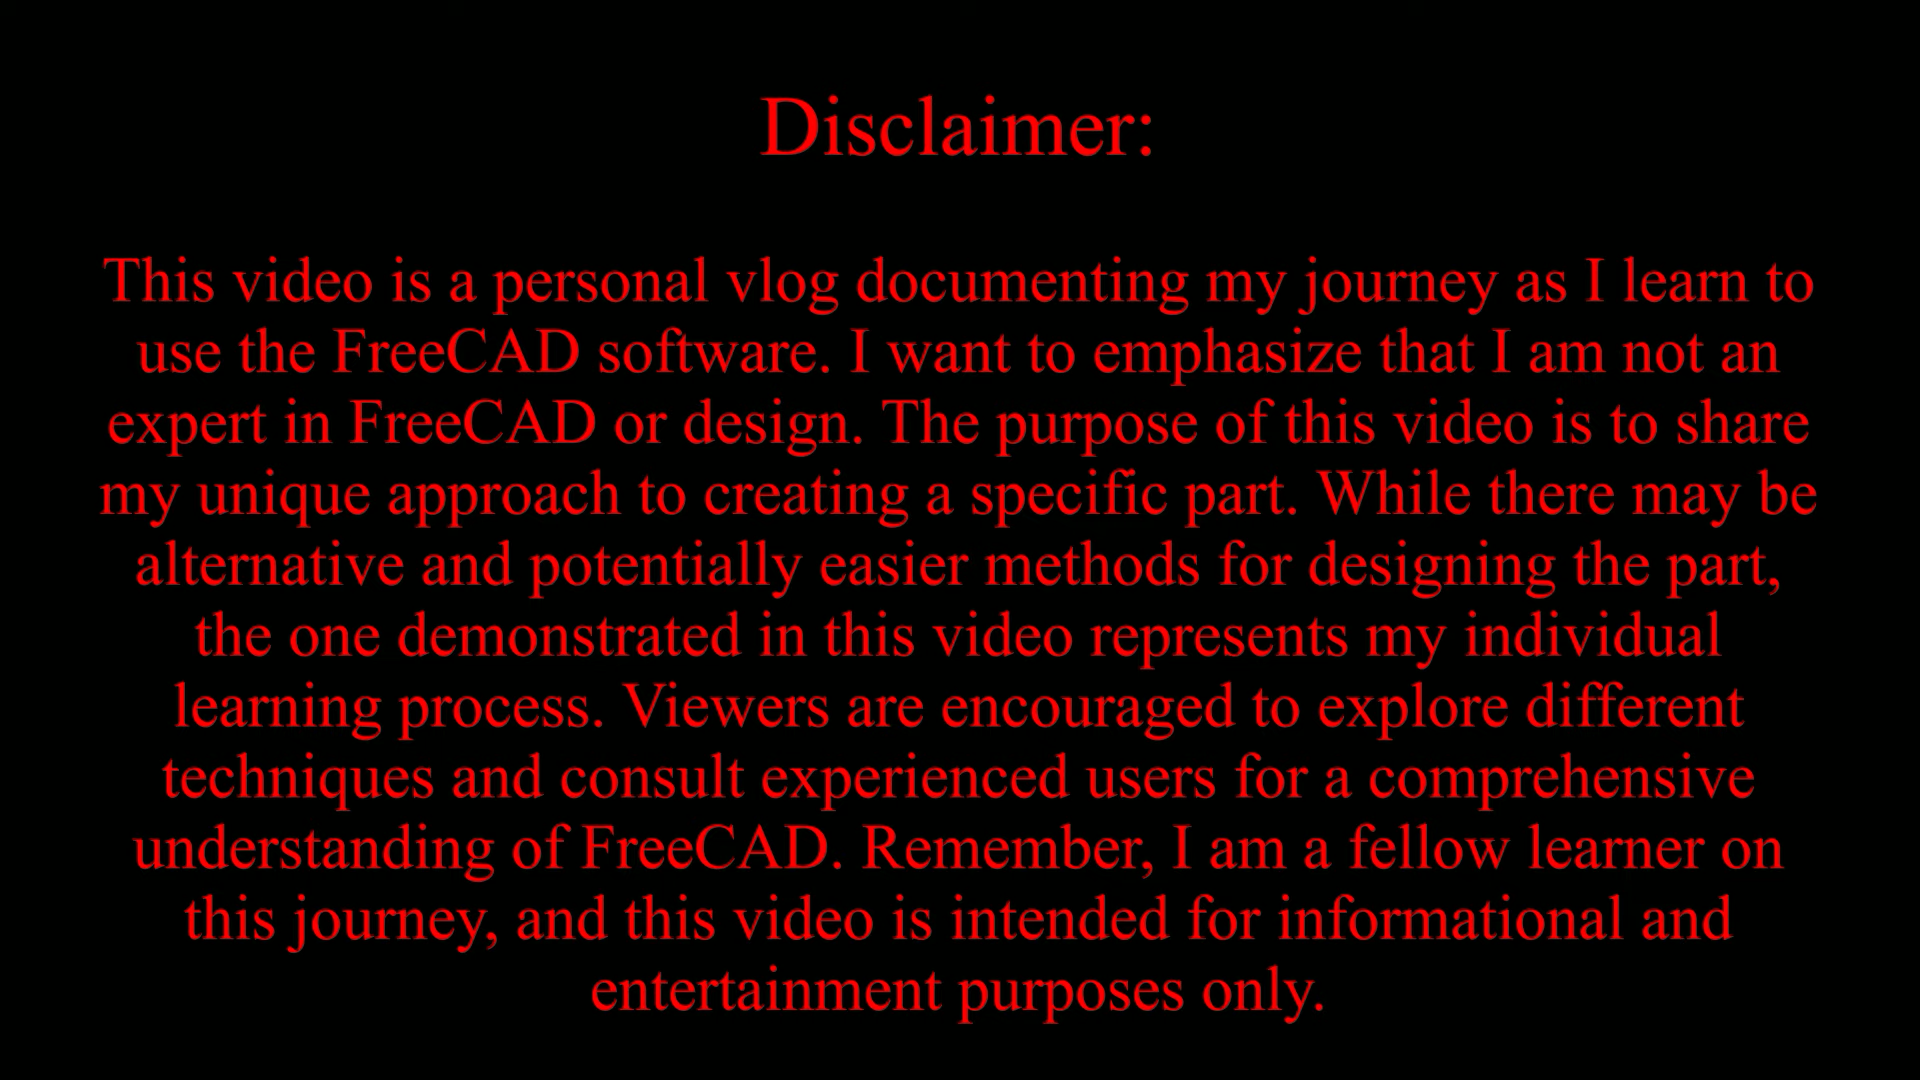 Disclaimer:
This video is a personal vlog documenting my journey as I learn to
use the FreeCAD software. I want to emphasize that I am not an
expert in FreeCAD or design. The purpose of this video is to share
my unique approach to creating a specific part. While there may be
alternative and potentially easier methods for designing the part,
the one demonstrated in this video represents my individual
learning process. Viewers are encouraged to explore different
techniques and consult experienced users for a comprehensive
understanding of FreeCAD. Remember, I am a fellow learner on
this journey, and this video is intended for informational and
entertainment purposes only.